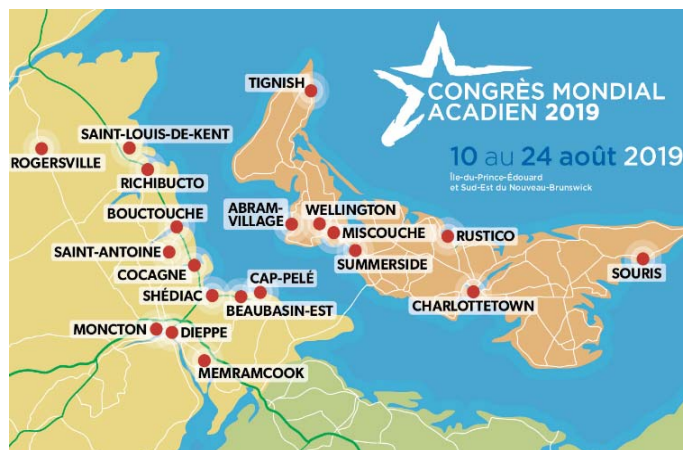 CONGRÈS MONDIAL
ACADIEN 2019
10 au 24 août 2019
Île-du-Prince-Édouard
et Sud-Est du Nouveau-Brunswick
TIGNISH
SAINT-LOUIS-DE-KENT
ROGERSVILLE
RICHIBUCTO
BOUCTOUCHE
ABRAM-
VILLAGE
WELLINGTON
MISCOUCHE
RUSTICO
SAINT-ANTOINE
SUMMERSIDE
COCAGNE
CAP-PELÉ
SOURIS
SHÉDIAC
BEAUBASIN-EST
CHARLOTTETOWN
MONCTON
DIEPPE
MEMRAMCOOK